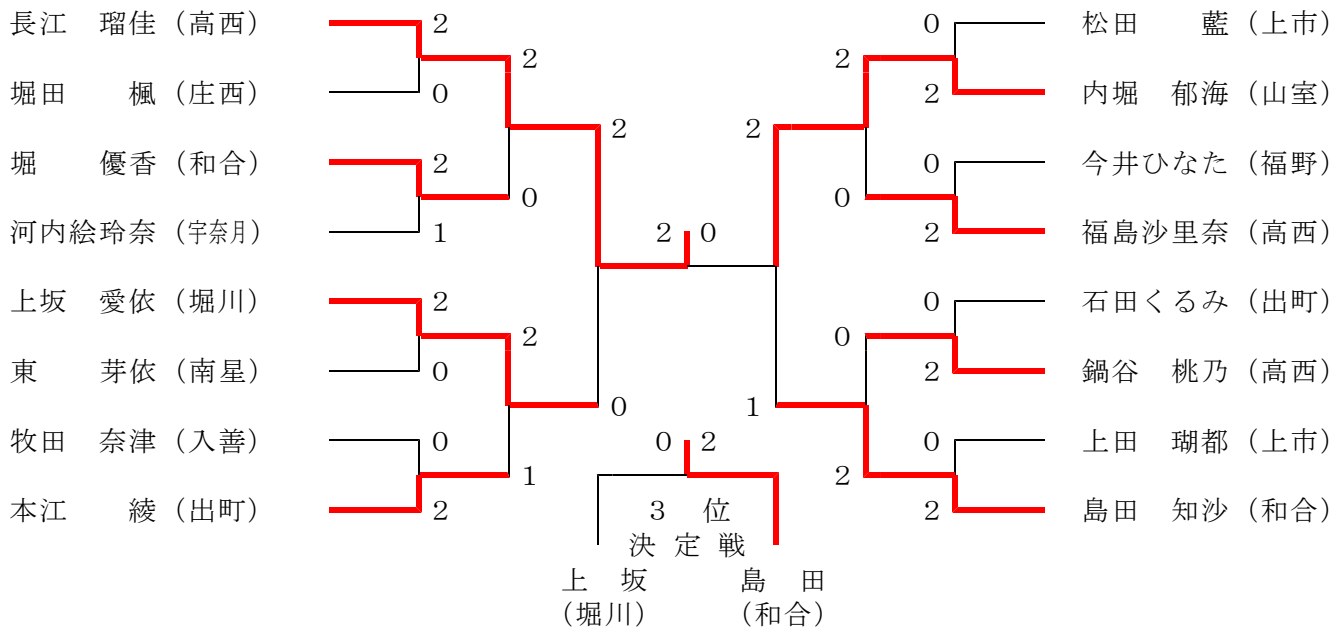 長江　瑠佳（高西） 2 0 松田　　藍（上市）
2 2
堀田　　楓（庄西） 0 2 内堀　郁海（山室）
2 2
堀　　優香（和合） 2 0 今井ひなた（福野）
0 0
河内絵玲奈（宇奈月） 1 2 0 2 福島沙里奈（高西）
上坂　愛依（堀川） 2 0 石田くるみ（出町）
2 0
東　　芽依（南星） 0 2 鍋谷　桃乃（高西）
0 1
牧田　奈津（入善） 0 0 2 0 上田　瑚都（上市）
1 2
本江　　綾（出町） 2 3　位 2 島田　知沙（和合）
決定戦
上　坂 島　田
（堀川） （和合）